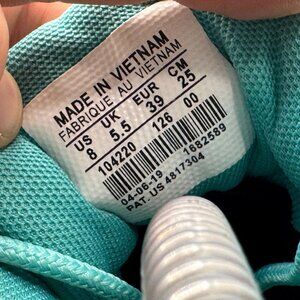 MADE IN VIETNAM
FABRIQUÉ AU VIETNAM
US UK EUR CM
8 5.5 39 25
104220 126 00
04-06-19 1682589
PAT. US 4817304